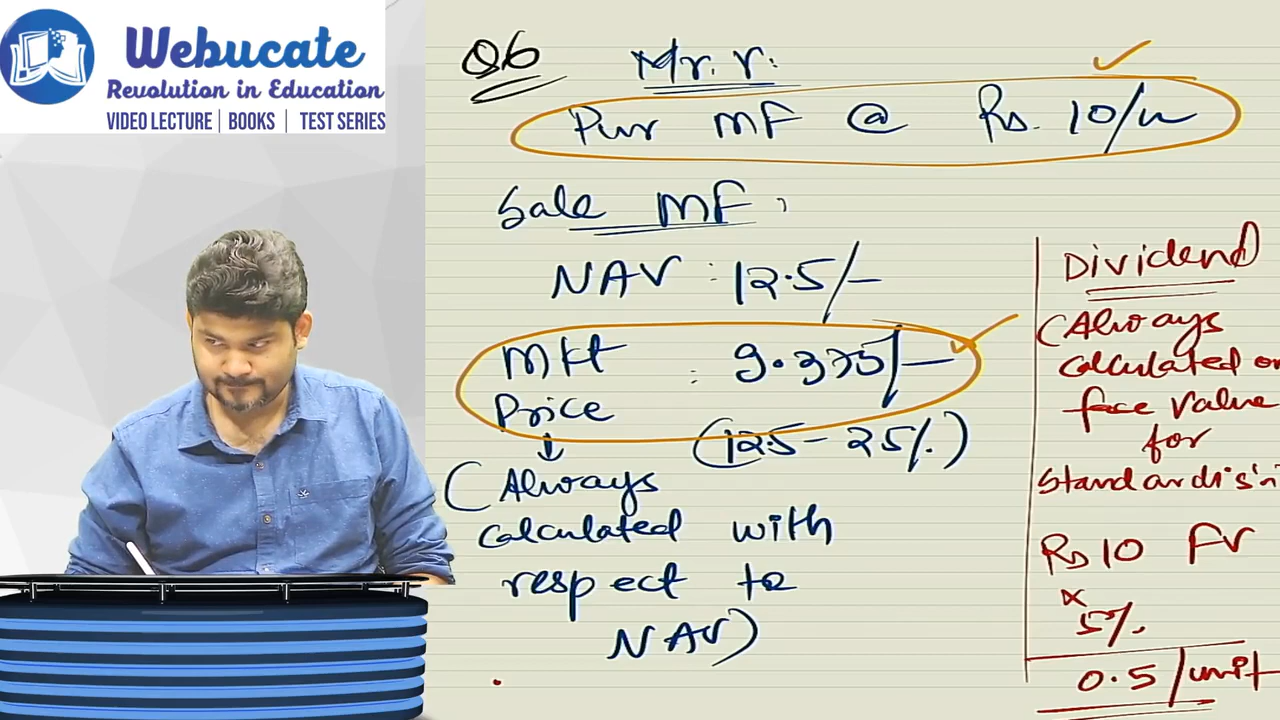 Webucate
Revolution in Education
VIDEO LECTURE | BOOKS | TEST SERIES
Q6 Mr. V:
Pur MF @ Rs. 10/u
Sale MF:
NAV : 12.5/-
Mkt Price : 9.375/-
(12.5 - 25%)
(Always
calculated with
respect to
NAV)
Dividend
(Always
calculated on
face value
for
Rs 10 FV
x
5%
0.5/unit